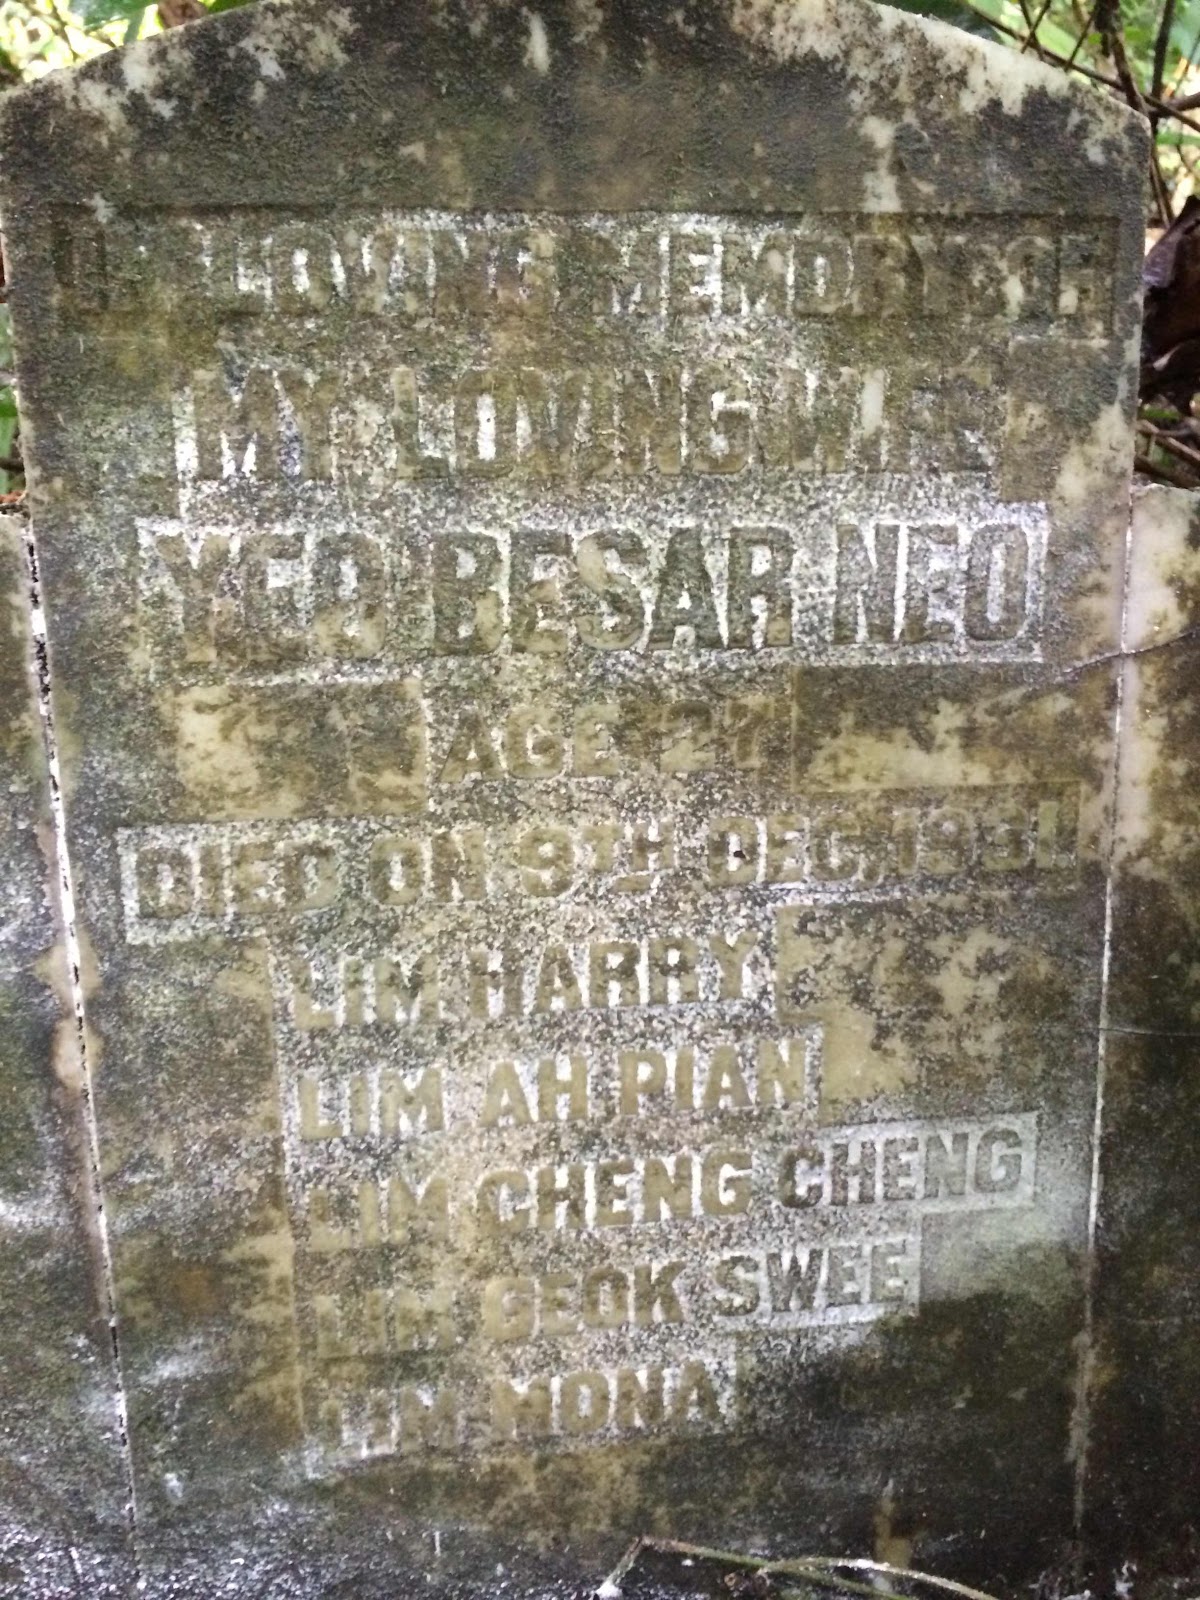 IN LOVING MEMORY OF
MY LOVING WIFE
YEO BESAR NEO
AGE 27
DIED ON 9TH DEC, 1931.
LIM HARRY
LIM AH PIAN
LIM CHENG CHENG
LIM GEOK SWEE
LIM MONA